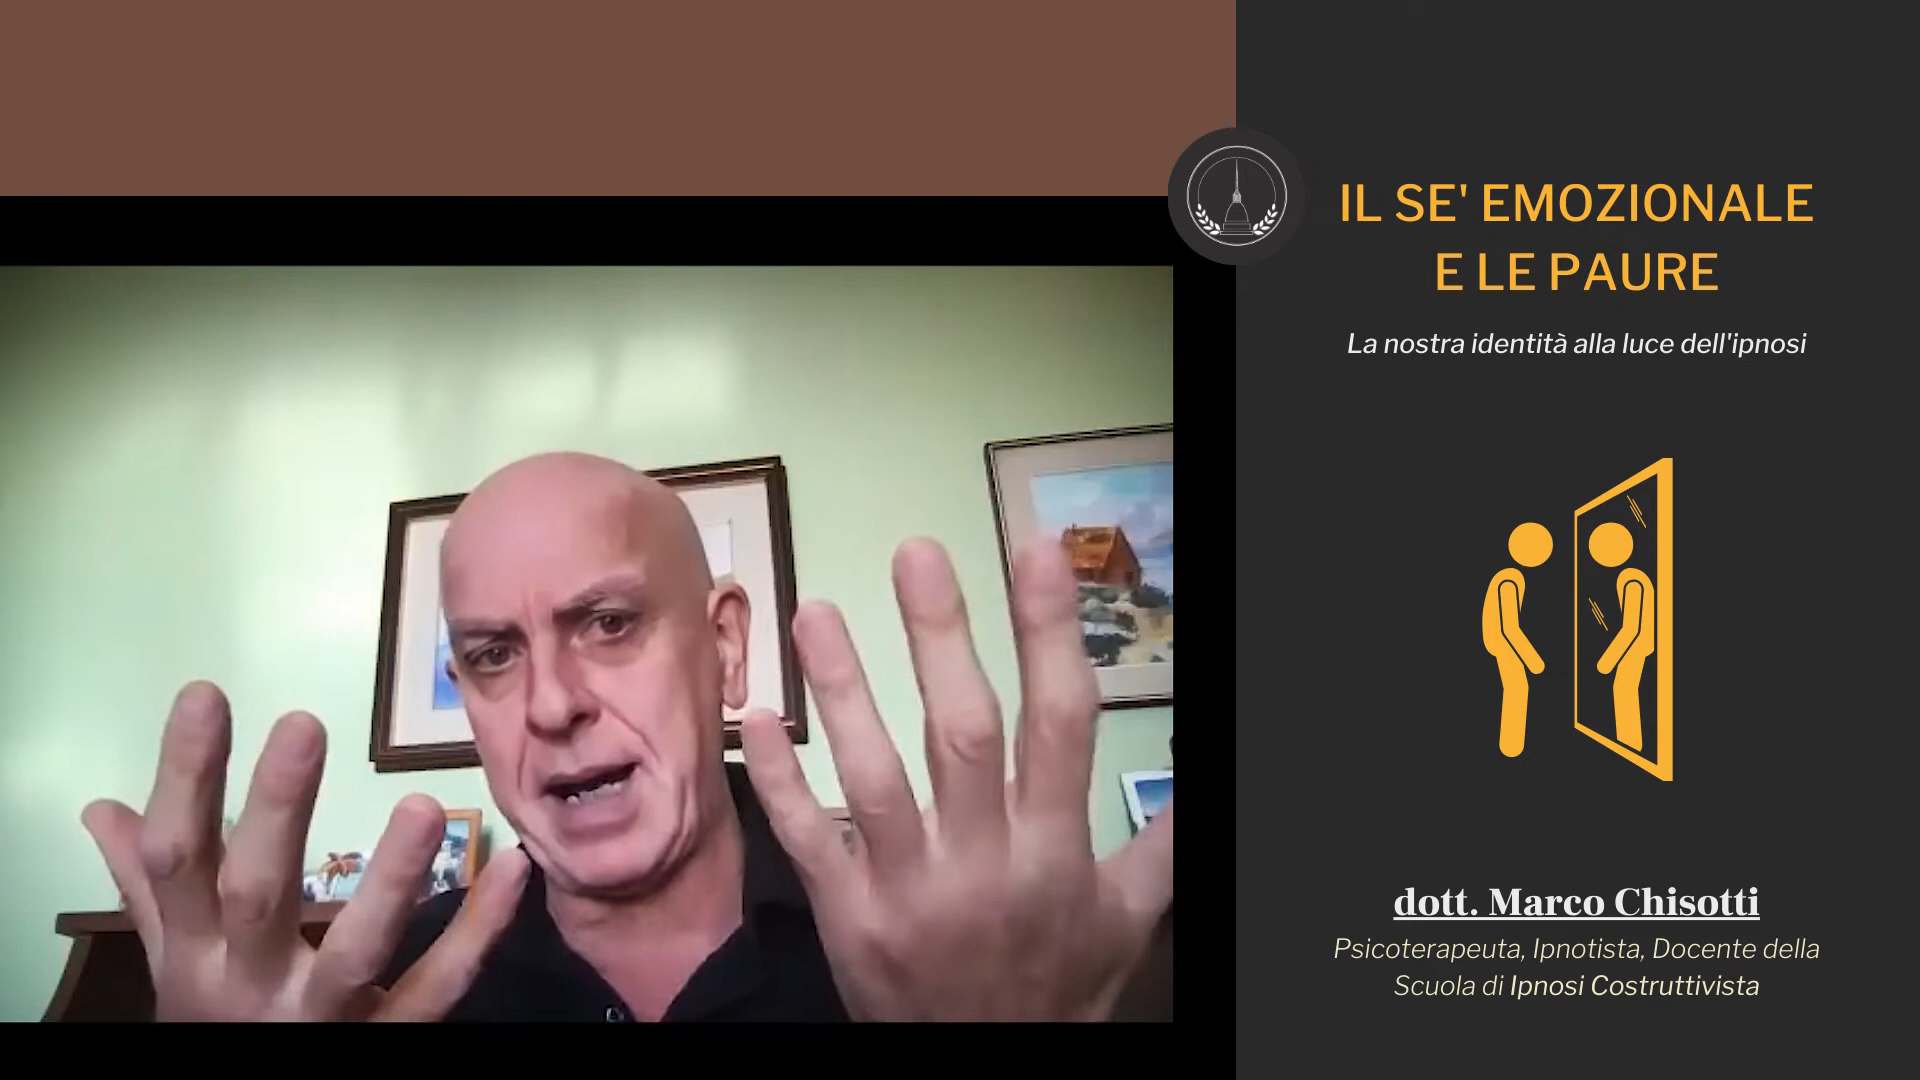 IL SE' EMOZIONALE
E LE PAURE
La nostra identità alla luce dell'ipnosi
dott. Marco Chisotti
Psicoterapeuta, Ipnotista, Docente della
Scuola di Ipnosi Costruttivista